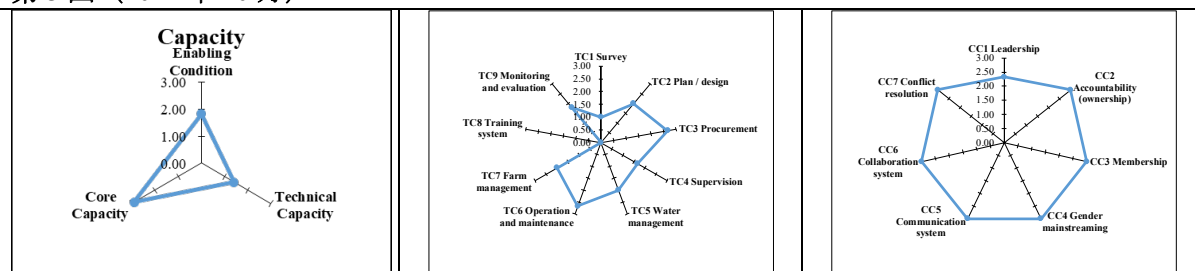 Capacity
Enabling
Condition
3.00
2.00
1.00
0.00
Core
Capacity
Technical
Capacity
TC1 Survey
3.00
2.50
2.00
1.50
1.00
0.50
0.00
TC2 Plan / design
TC3 Procurement
TC4 Supervision
TC5 Water
management
TC6 Operation
and maintenance
TC7 Farm
management
TC8 Training
system
TC9 Monitoring
and evaluation
CC1 Leadership
3.00
2.50
2.00
1.50
1.00
0.50
0.00
CC2
Accountability
(ownership)
CC3 Membership
CC4 Gender
mainstreaming
CC5
Communication
system
CC6
Collaboration
system
CC7 Conflict
resolution